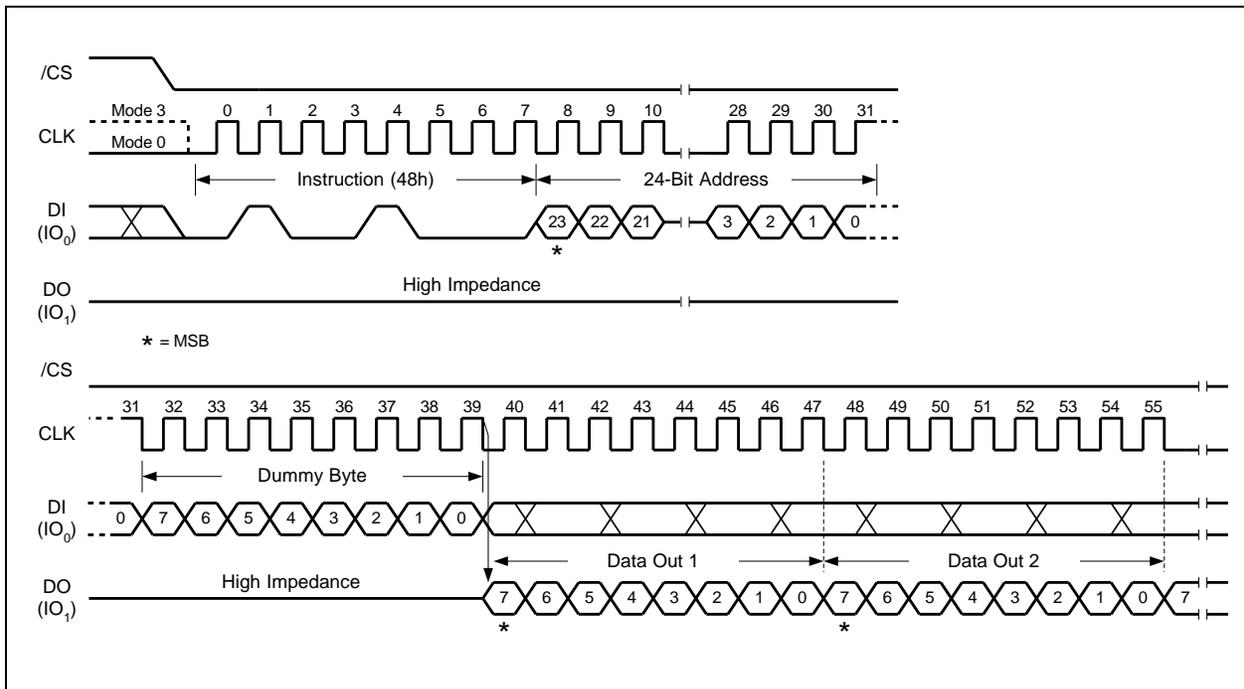 /CS
Mode 3 0 1 2 3 4 5 6 7 8 9 10 28 29 30 31
CLK Mode 0
Instruction (48h) 24-Bit Address
DI
(IO0) 23 22 21 3 2 1 0
*
DO High Impedance
(IO1)
* = MSB
/CS
31 32 33 34 35 36 37 38 39 40 41 42 43 44 45 46 47 48 49 50 51 52 53 54 55
CLK
Dummy Byte
DI
(IO0) 0 7 6 5 4 3 2 1 0
Data Out 1 Data Out 2
DO High Impedance
(IO1) 7 6 5 4 3 2 1 0 7 6 5 4 3 2 1 0 7
* *